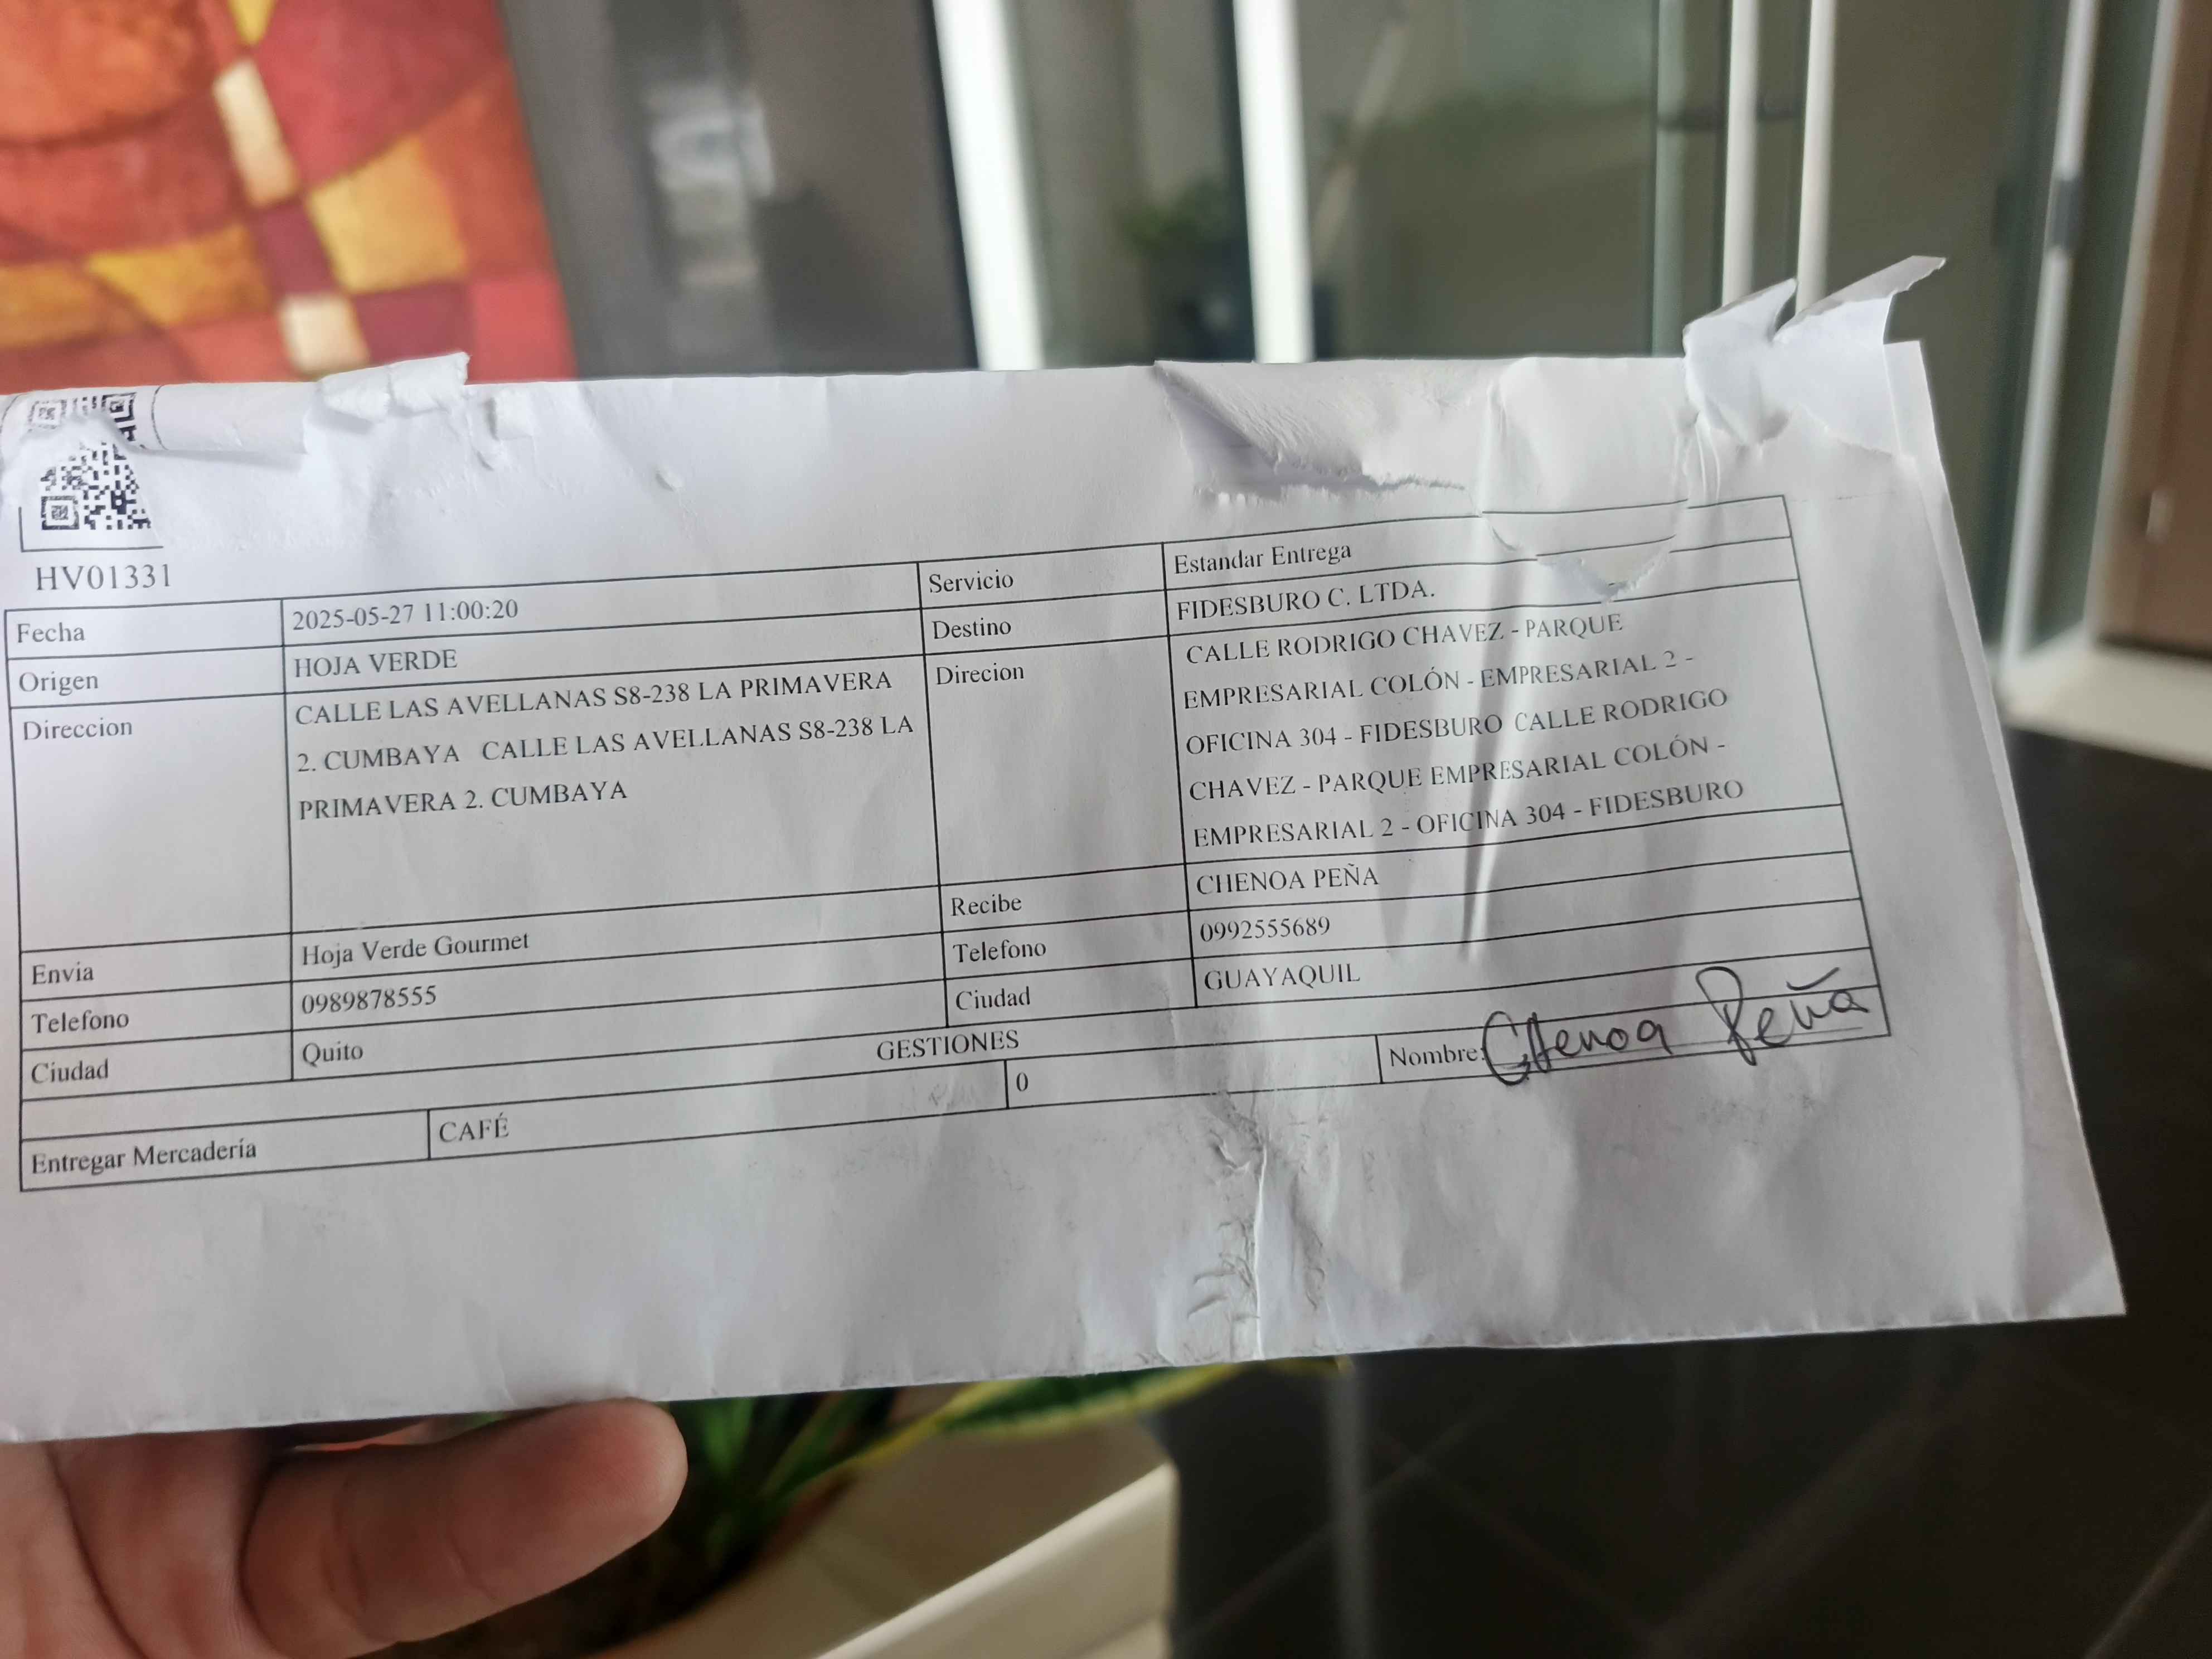 HV01331
Fecha 2025-05-27 11:00:20 Servicio Estandar Entrega
Origen HOJA VERDE Destino FIDESBURO C. LTDA.
Direccion CALLE LAS AVELLANAS S8-238 LA PRIMAVERA
2. CUMBAYA CALLE LAS AVELLANAS S8-238 LA
PRIMAVERA 2. CUMBAYA
Direcion CALLE RODRIGO CHAVEZ - PARQUE
EMPRESARIAL COLÓN - EMPRESARIAL 2 -
OFICINA 304 - FIDESBURO CALLE RODRIGO
CHAVEZ - PARQUE EMPRESARIAL COLÓN -
EMPRESARIAL 2 - OFICINA 304 - FIDESBURO
Envia Hoja Verde Gourmet Recibe CHENOA PEÑA
Telefono 0989878555 Telefono 0992555689
Ciudad Quito Ciudad GUAYAQUIL
GESTIONES
Entregar Mercadería CAFÉ 0 Nombre: Chenoa Peña